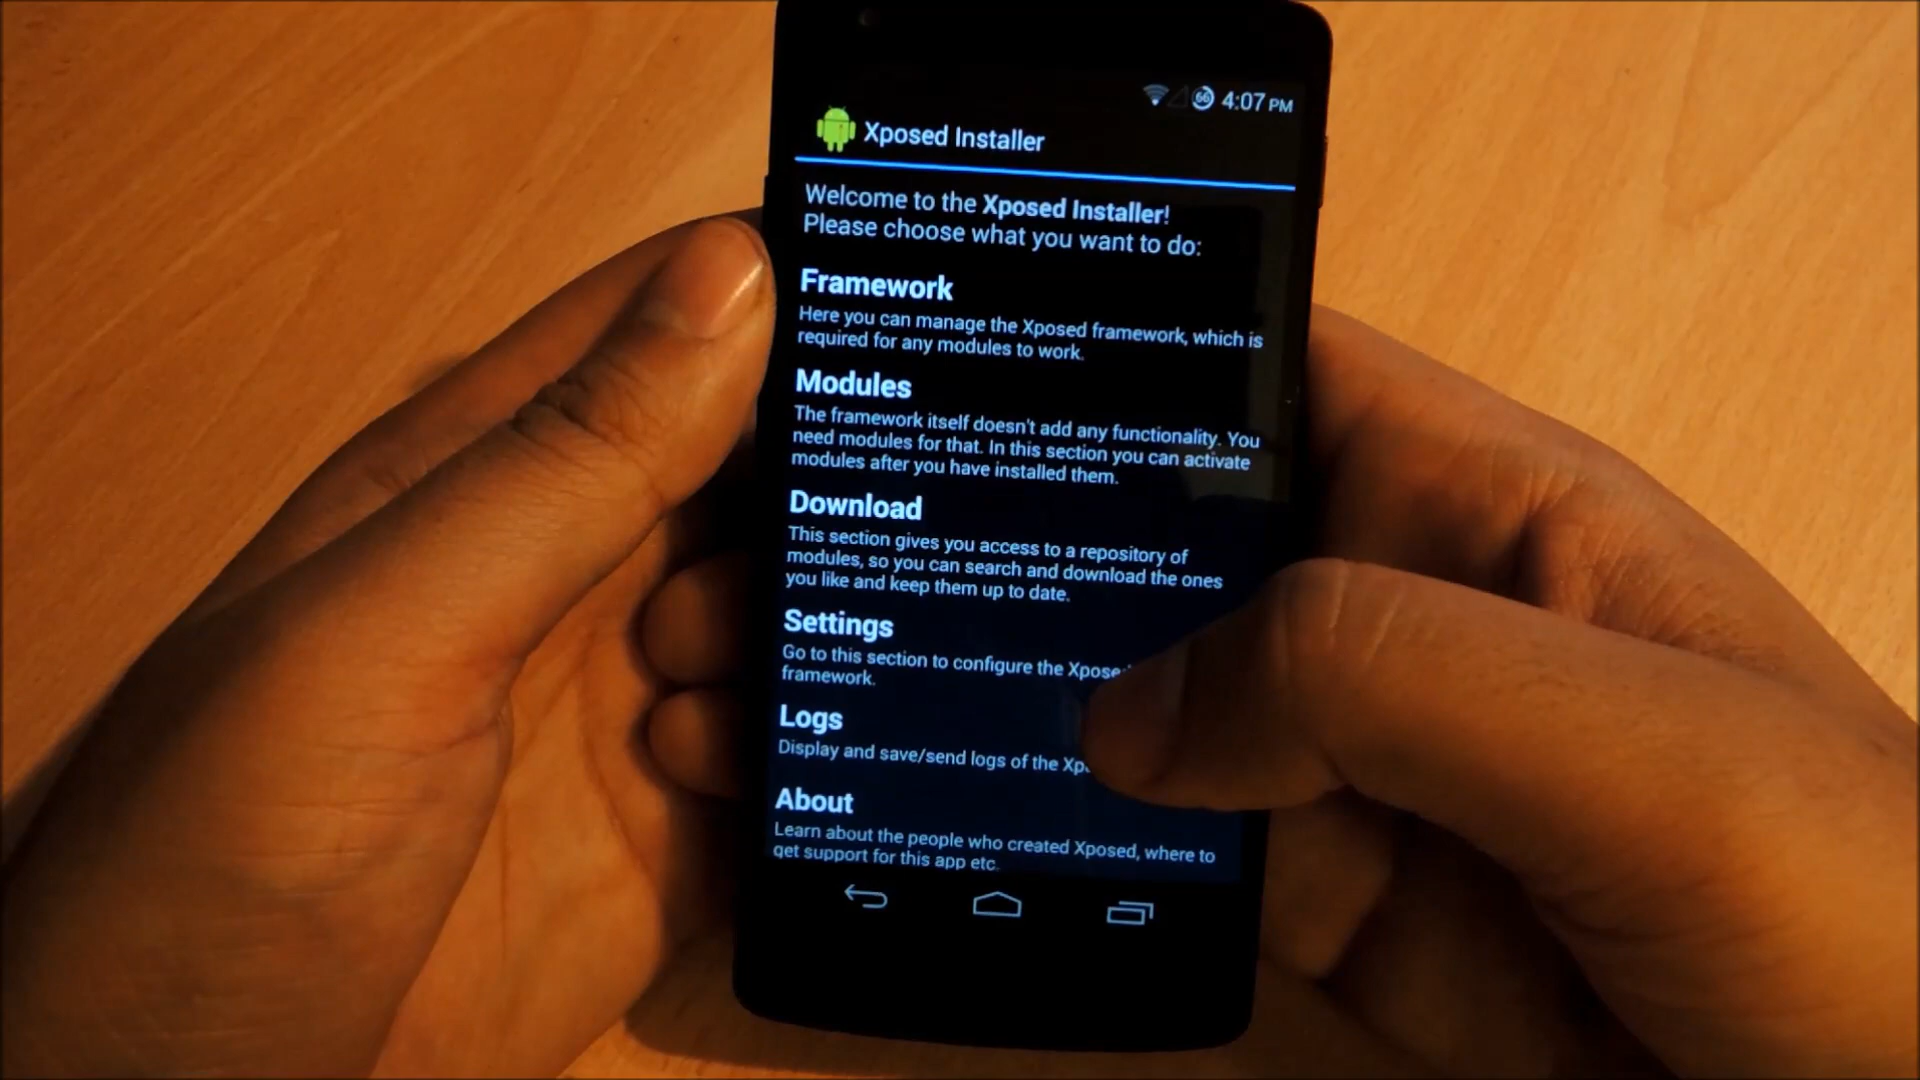 66 4:07 PM
Xposed Installer
Welcome to the Xposed Installer!
Please choose what you want to do:
Framework
Here you can manage the Xposed framework, which is
required for any modules to work.
Modules
The framework itself doesn't add any functionality. You
need modules for that. In this section you can activate
modules after you have installed them.
Download
This section gives you access to a repository of
modules, so you can search and download the ones
you like and keep them up to date.
Settings
Go to this section to configure the
framework.
Logs
Display and save/send logs of the
About
Learn about the people who created Xposed, where to
get support for this app etc.